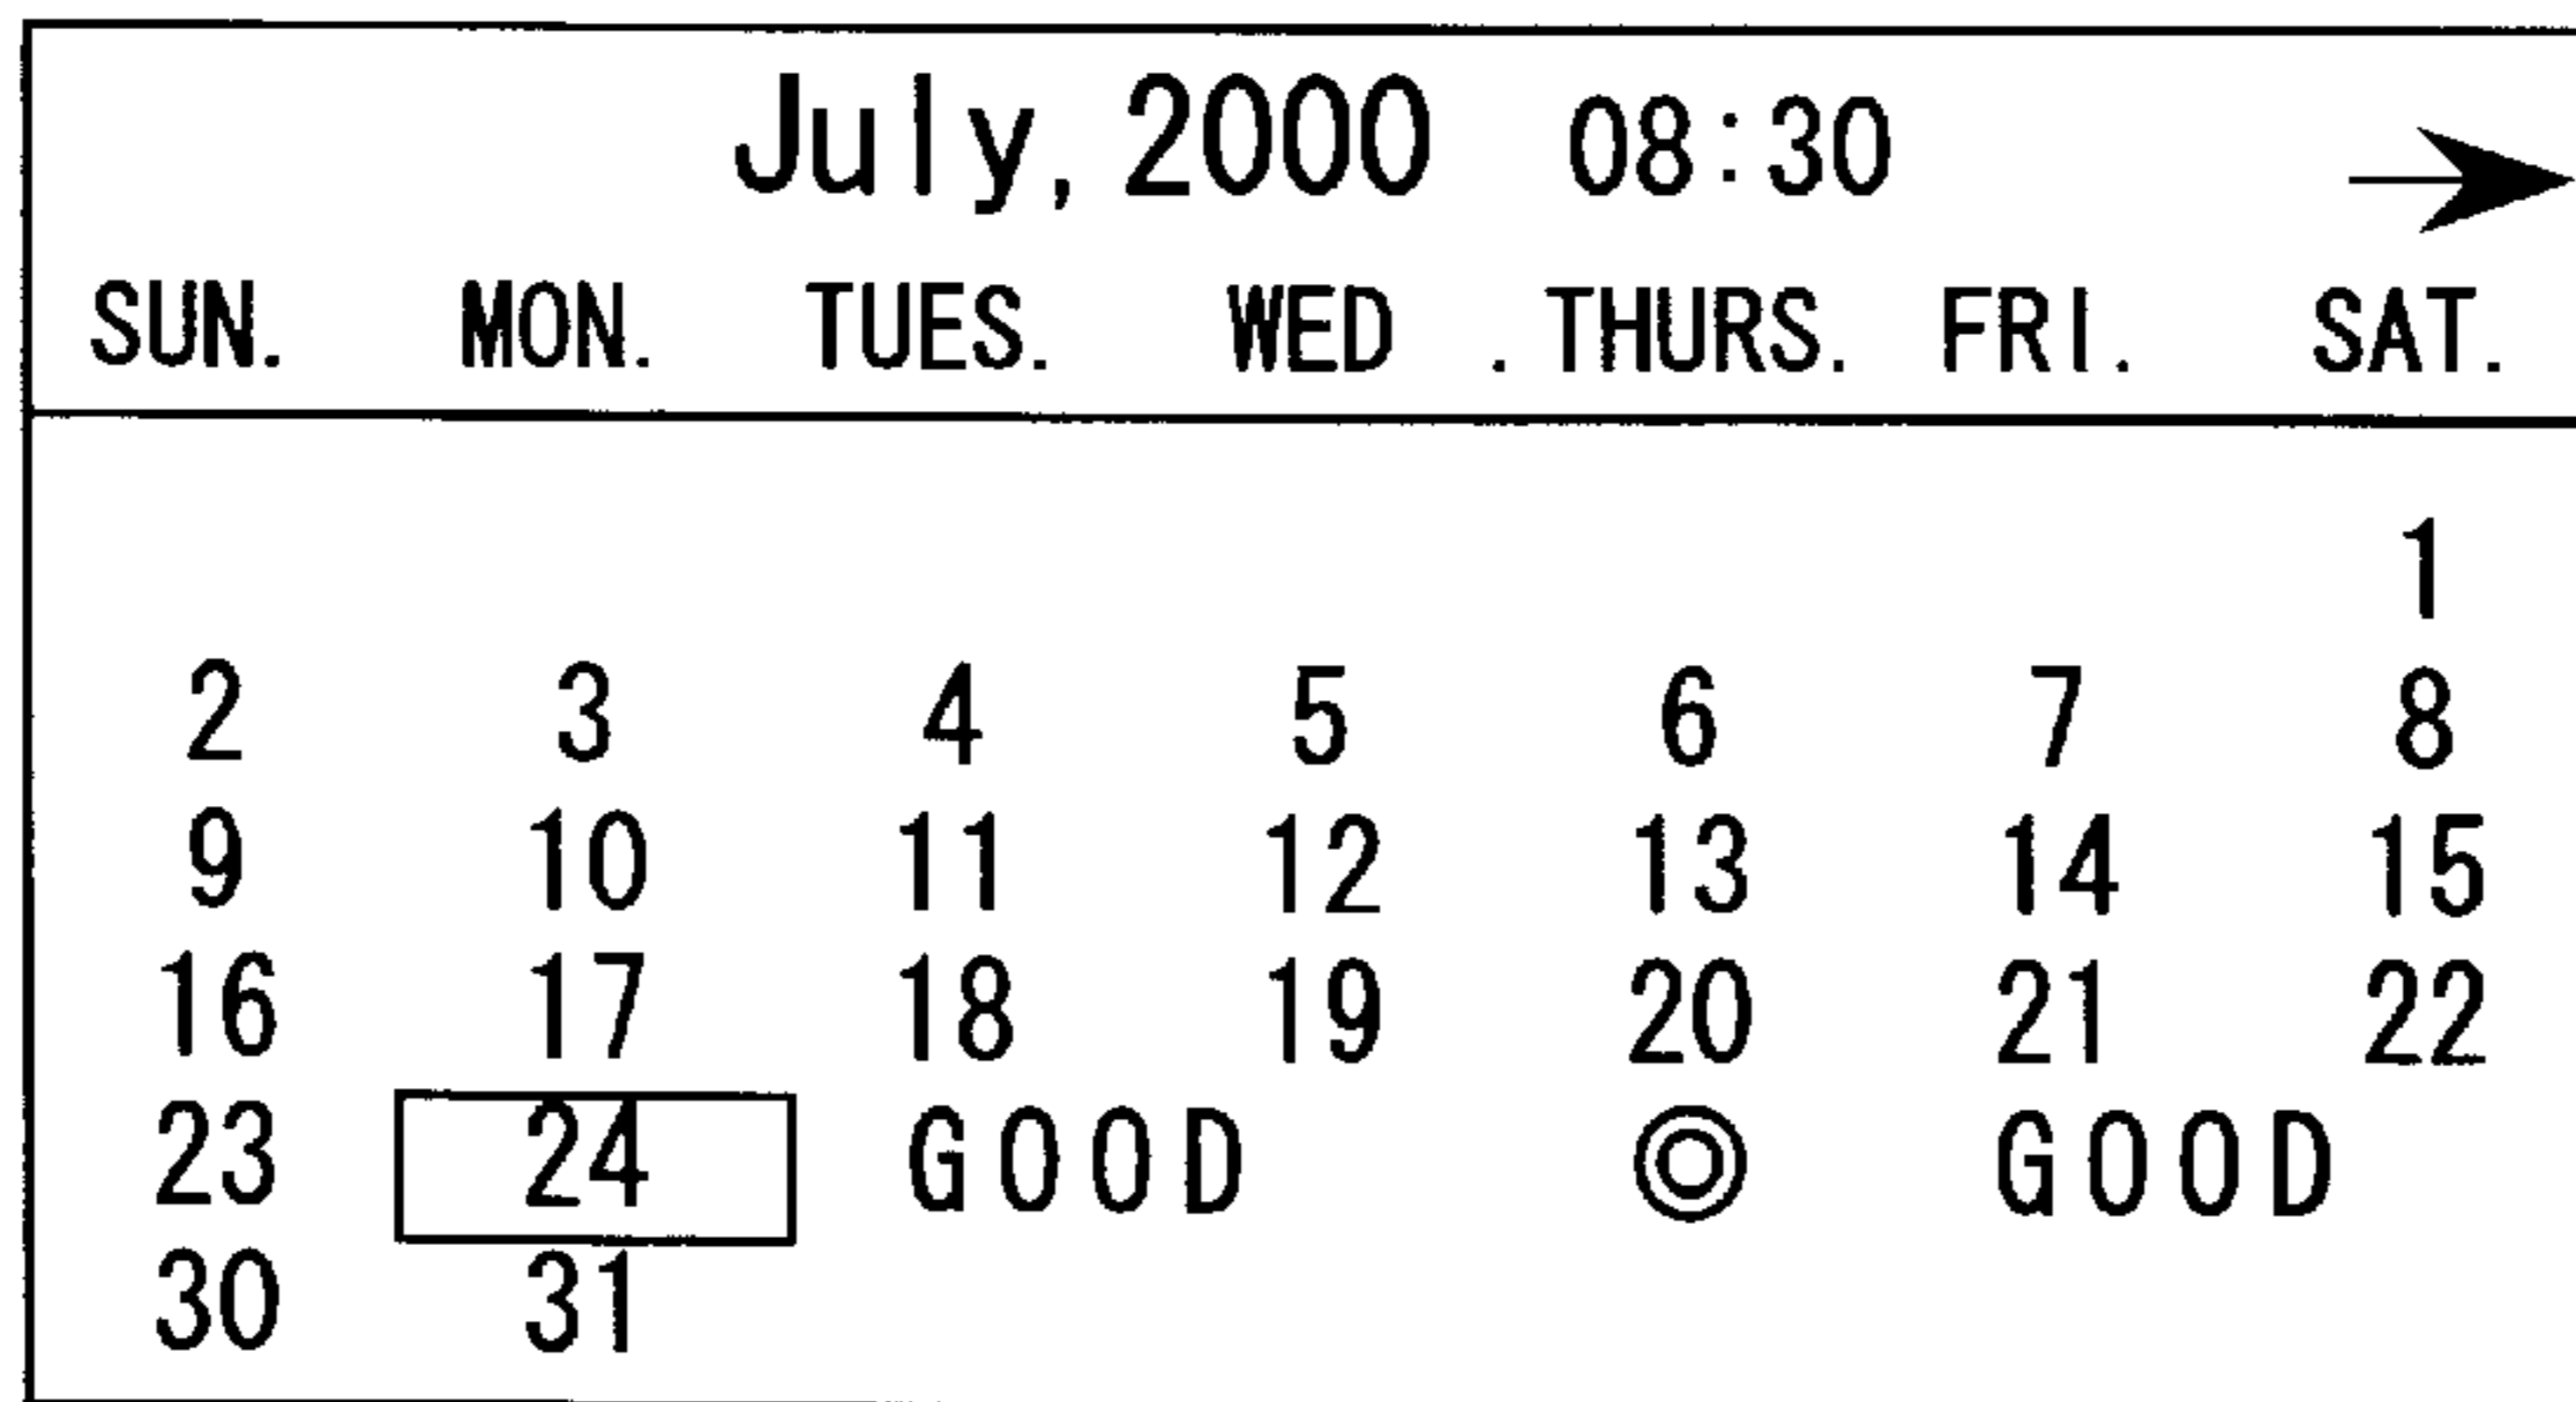 July, 2000 08:30
SUN. MON. TUES. WED . THURS. FRI. SAT.
1
2 3 4 5 6 7 8
9 10 11 12 13 14 15
16 17 18 19 20 21 22
23 24 GOOD ◎ GOOD
30 31